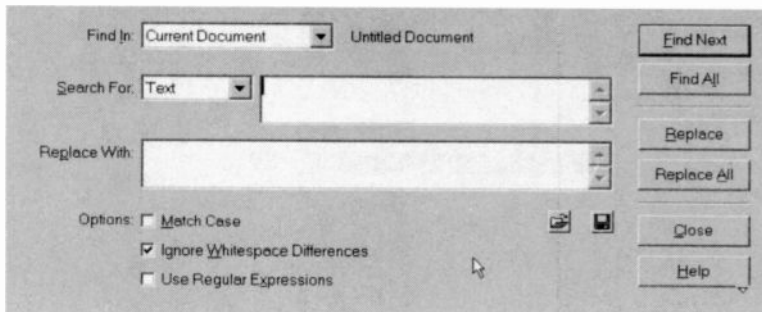 Find In: Current Document Untitled Document Find Next
Find All
Search For: Text
Replace
Replace With:
Replace All
Options: Match Case
Close
Ignore Whitespace Differences
Help
Use Regular Expressions